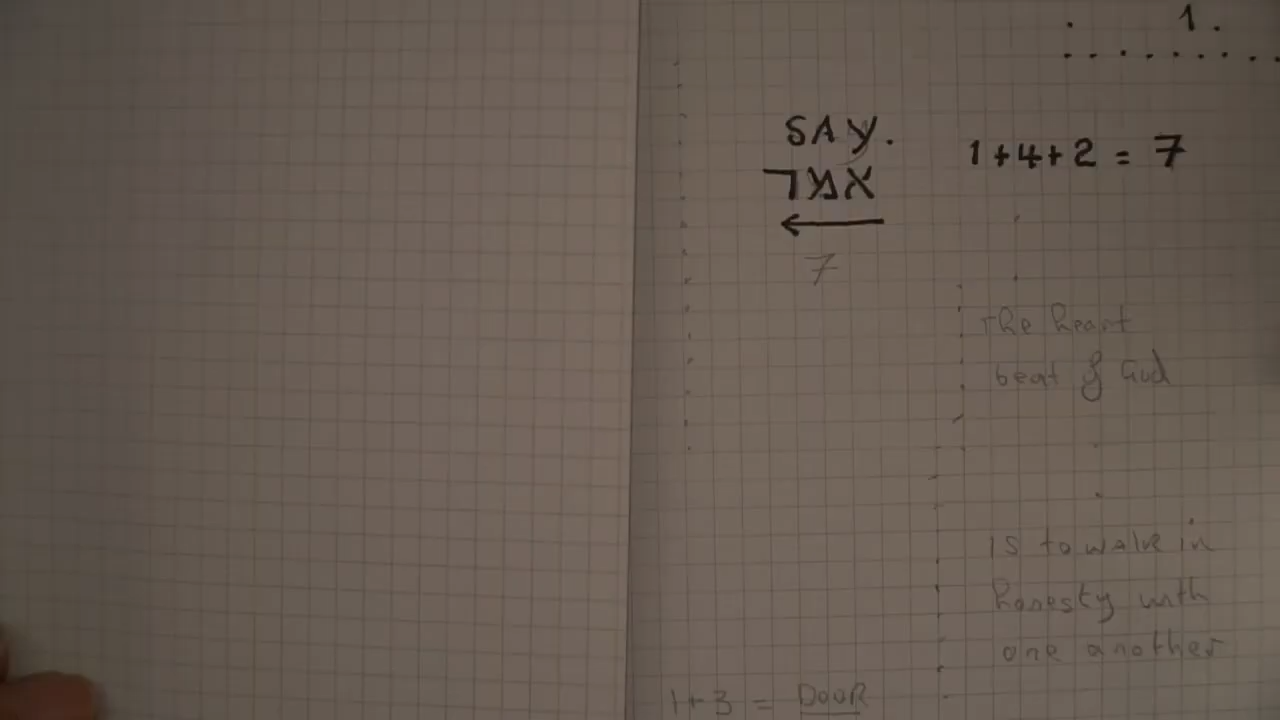 1.
SAY.
1+4+2 = 7
אמר
7
The heart
beat of God
is to walk in
honesty with
one another
1+3 = DOOR